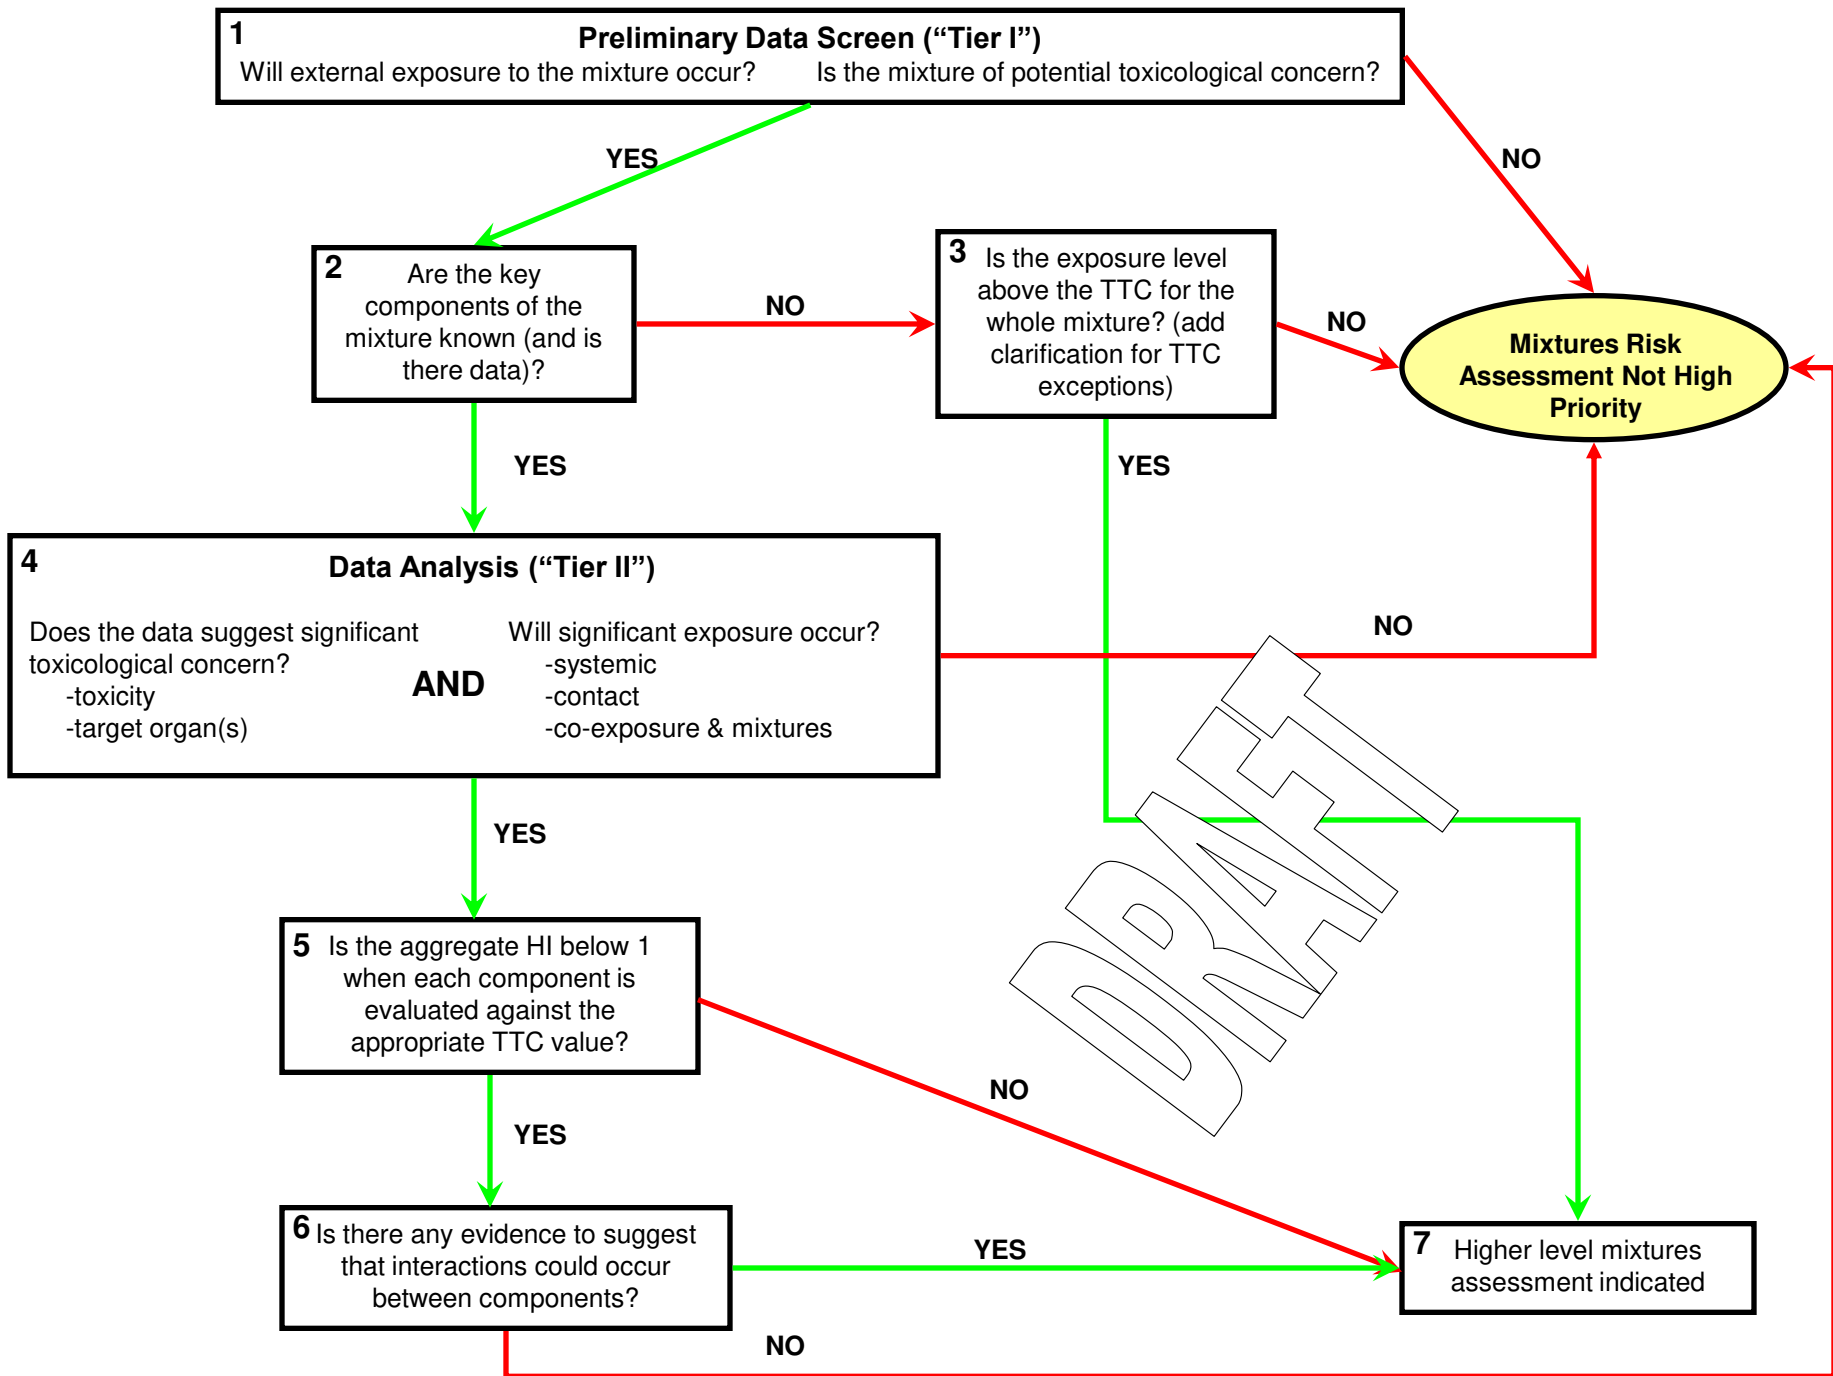 1
Preliminary Data Screen (“Tier I”)
Will external exposure to the mixture occur? Is the mixture of potential toxicological concern?
YES
NO
2
Are the key
components of the
mixture known (and is
there data)?
NO
3
Is the exposure level
above the TTC for the
whole mixture? (add
clarification for TTC
exceptions)
NO
Mixtures Risk
Assessment Not High
Priority
YES
YES
4
Data Analysis (“Tier II”)
Does the data suggest significant
toxicological concern?
-toxicity
-target organ(s)
AND
Will significant exposure occur?
-systemic
-contact
-co-exposure & mixtures
NO
YES
DRAFT
5
Is the aggregate HI below 1
when each component is
evaluated against the
appropriate TTC value?
NO
YES
6
Is there any evidence to suggest
that interactions could occur
between components?
YES
7
Higher level mixtures
assessment indicated
NO